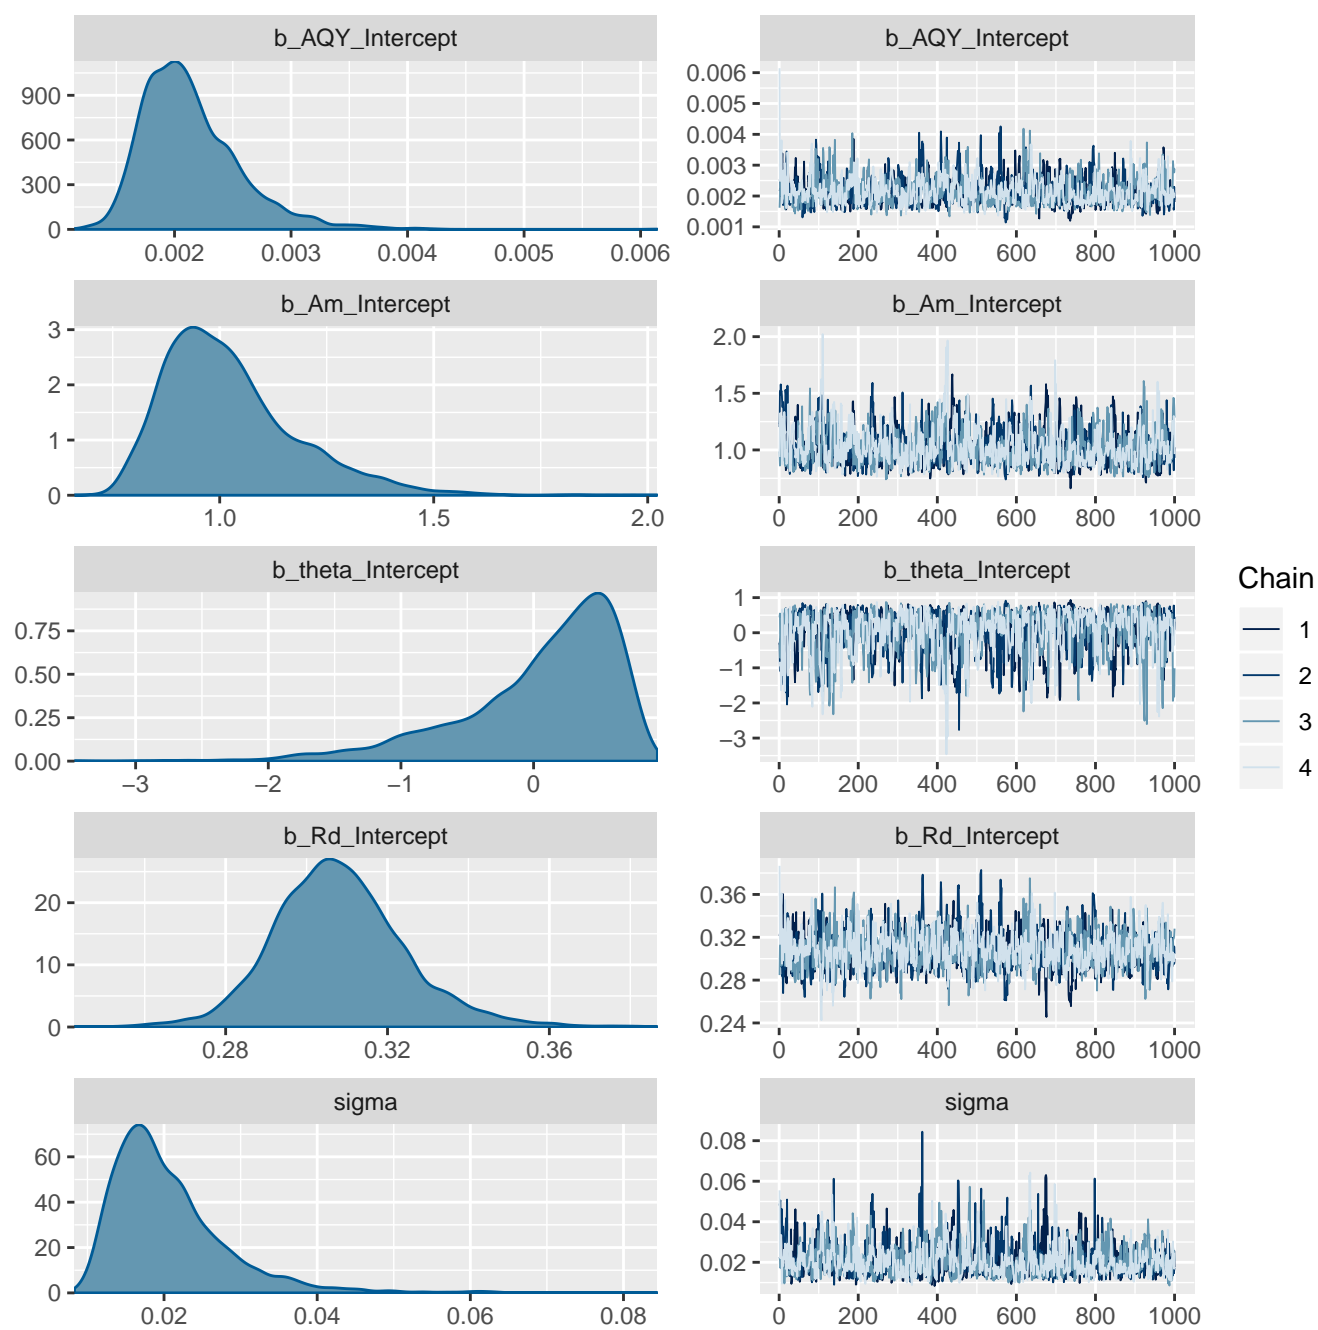 b_AQY_Intercept
b_AQY_Intercept
900
600
300
0
0.002 0.003 0.004 0.005 0.006
0.006
0.005
0.004
0.003
0.002
0.001
0 200 400 600 800 1000
b_Am_Intercept
b_Am_Intercept
3
2
1
0
1.0 1.5 2.0
2.0
1.5
1.0
0 200 400 600 800 1000
b_theta_Intercept
b_theta_Intercept
0.75
0.50
0.25
0.00
−3 −2 −1 0
1
0
−1
−2
−3
0 200 400 600 800 1000
b_Rd_Intercept
b_Rd_Intercept
20
10
0
0.28 0.32 0.36
0.36
0.32
0.28
0.24
0 200 400 600 800 1000
sigma
sigma
60
40
20
0
0.02 0.04 0.06 0.08
0.08
0.06
0.04
0.02
0 200 400 600 800 1000
Chain
1
2
3
4